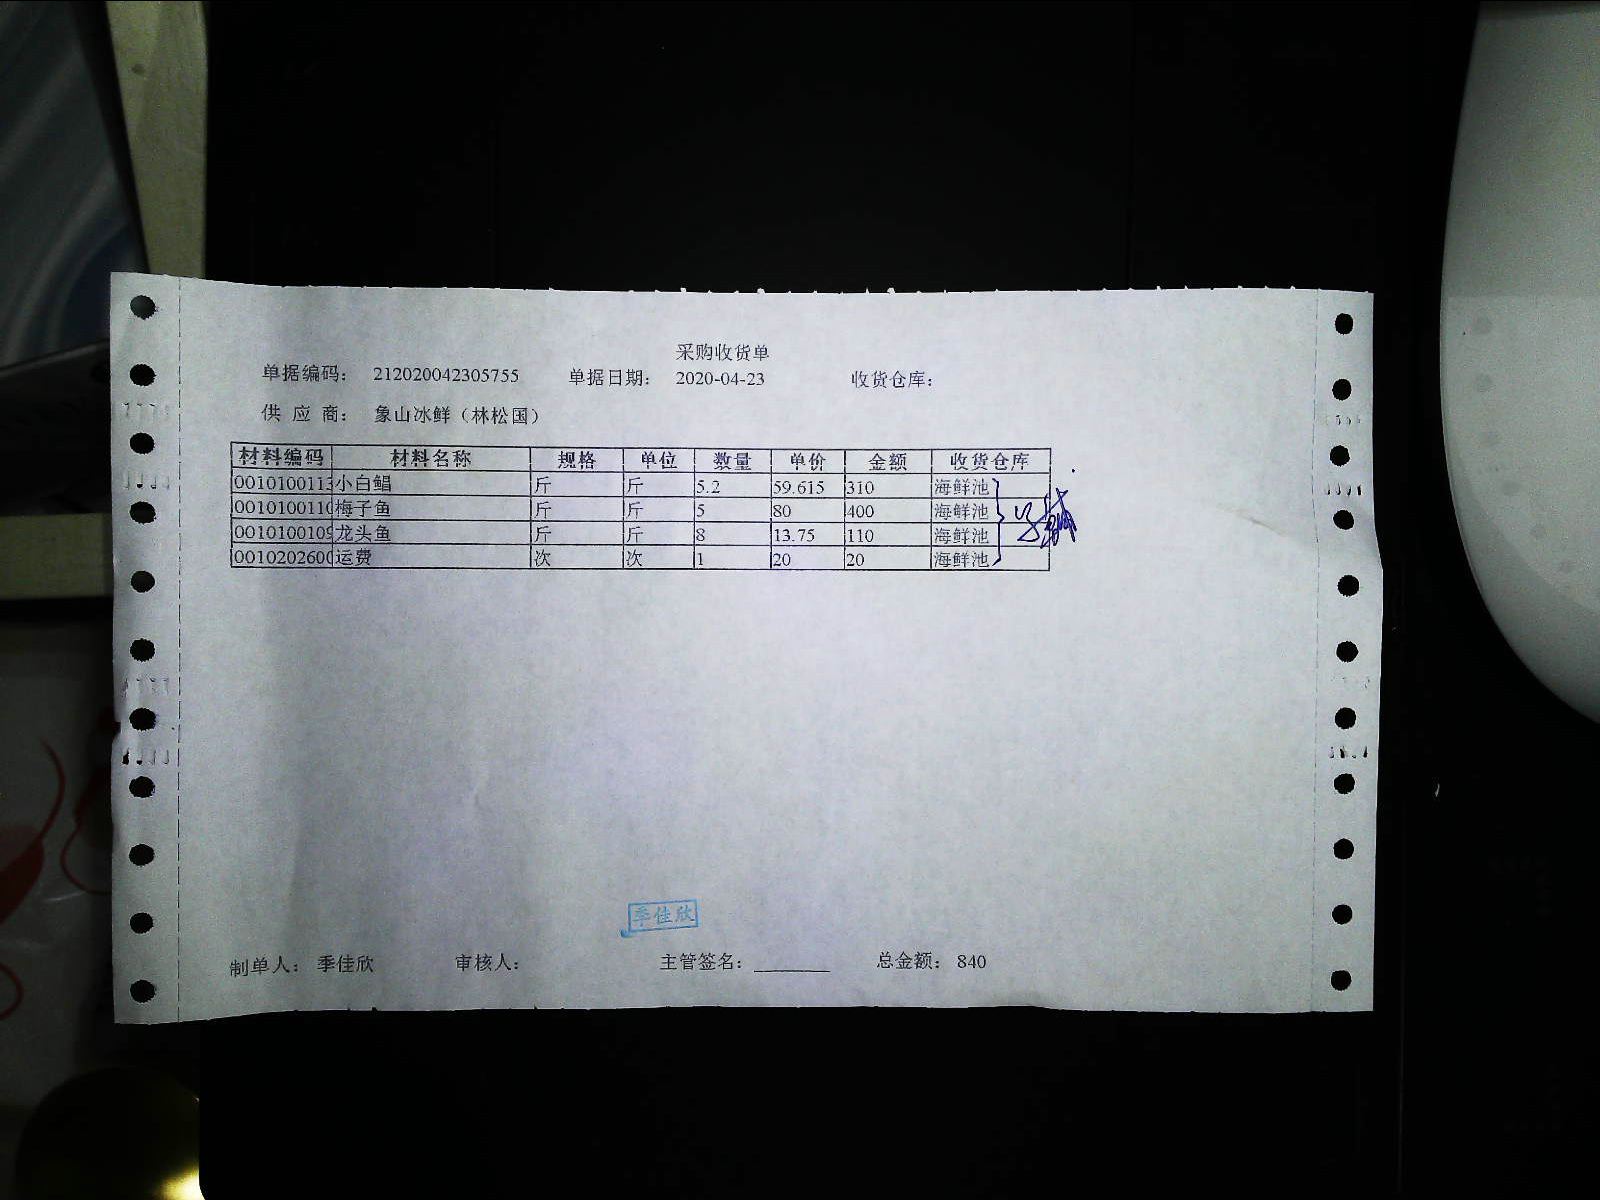 采购收货单
单据编码： 212020042305755 单据日期： 2020-04-23 收货仓库：
供 应 商： 象山冰鲜（林松国）
材料编码 材料名称 规格 单位 数量 单价 金额 收货仓库
0010100113 小白鲳 斤 斤 5.2 59.615 310 海鲜池
0010100110 梅子鱼 斤 斤 5 80 400 海鲜池
0010100109 龙头鱼 斤 斤 8 13.75 110 海鲜池
0010202600 运费 次 次 1 20 20 海鲜池
季佳欣
制单人： 季佳欣 审核人： 主管签名： 总金额： 840